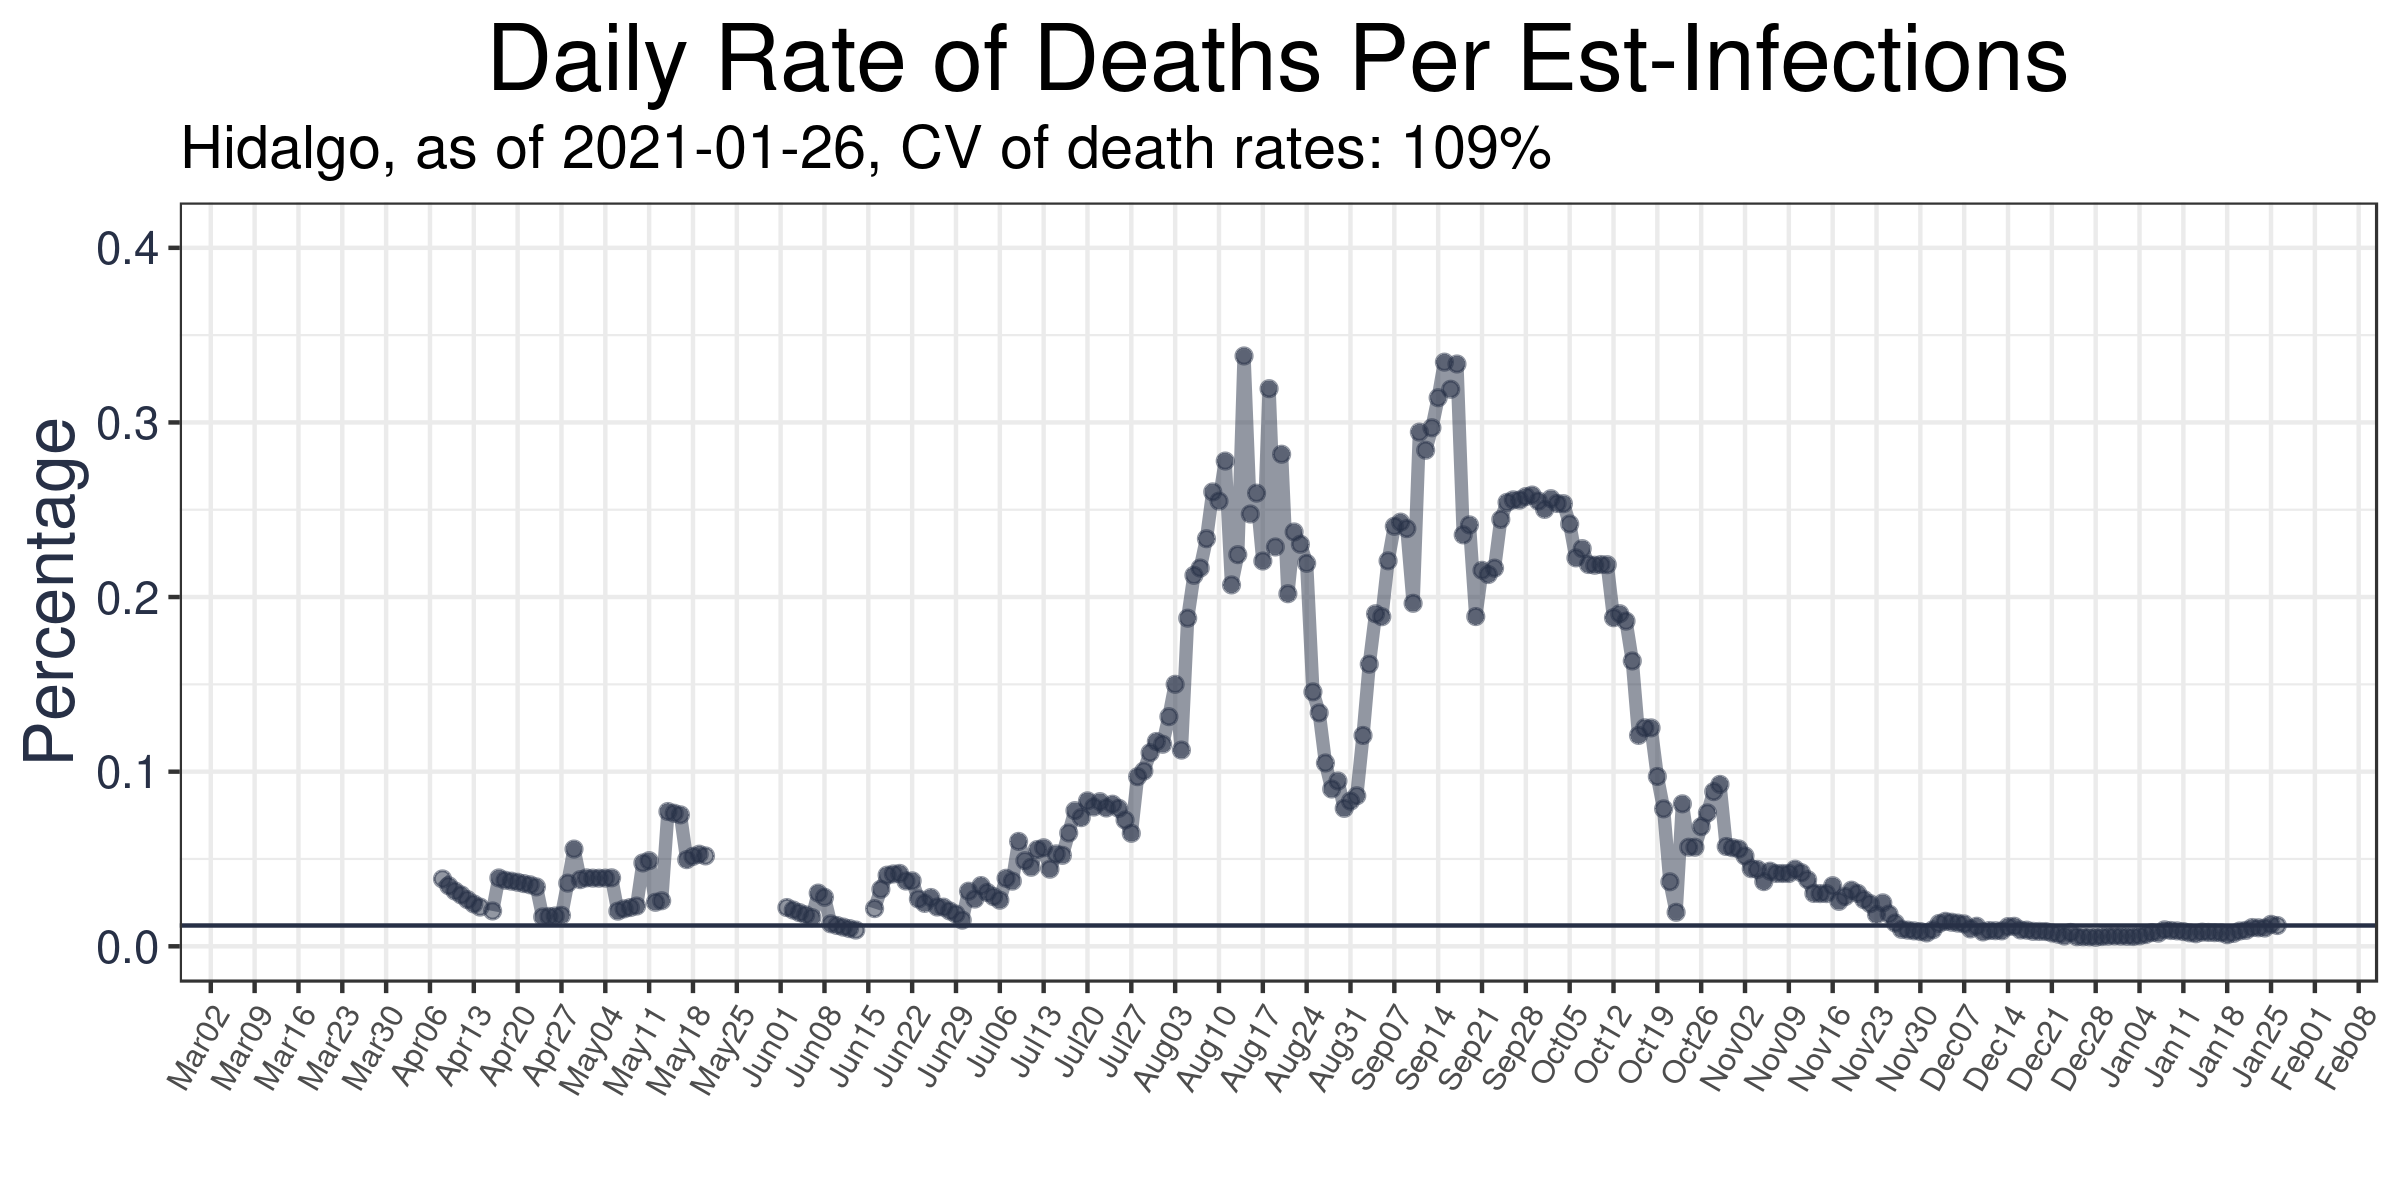 Daily Rate of Deaths Per Est-Infections
Hidalgo, as of 2021-01-26, CV of death rates: 109%
Percentage
0.4
0.3
0.2
0.1
0.0
Mar02 Mar09 Mar16 Mar23 Mar30 Apr06 Apr13 Apr20 Apr27 May04 May11 May18 May25 Jun01 Jun08 Jun15 Jun22 Jun29 Jul06 Jul13 Jul20 Jul27 Aug03 Aug10 Aug17 Aug24 Aug31 Sep07 Sep14 Sep21 Sep28 Oct05 Oct12 Oct19 Oct26 Nov02 Nov09 Nov16 Nov23 Nov30 Dec07 Dec14 Dec21 Dec28 Jan04 Jan11 Jan18 Jan25 Feb01 Feb08